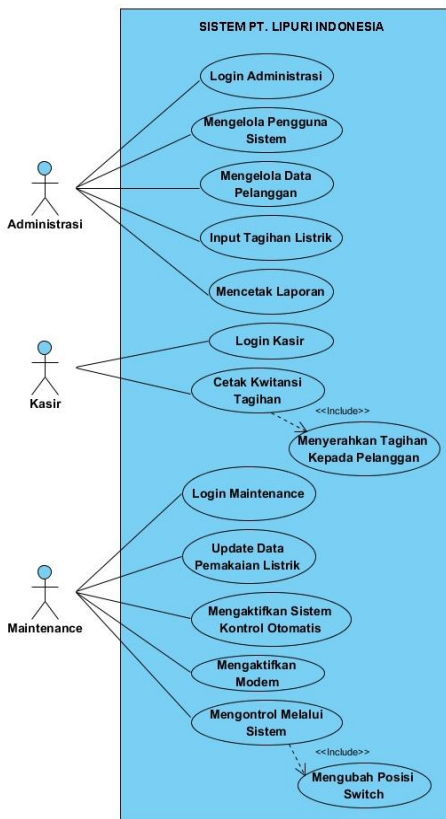 SISTEM PT. LIPURI INDONESIA
Login Administrasi
Mengelola Pengguna
Sistem
Mengelola Data
Pelanggan
Administrasi
Input Tagihan Listrik
Mencetak Laporan
Login Kasir
Kasir
Cetak Kwitansi
Tagihan
<<Include>>
Menyerahkan Tagihan
Kepada Pelanggan
Login Maintenance
Update Data
Pemakaian Listrik
Maintenance
Mengaktifkan Sistem
Kontrol Otomatis
Mengaktifkan
Modem
Mengontrol Melalui
Sistem
<<Include>>
Mengubah Posisi
Switch